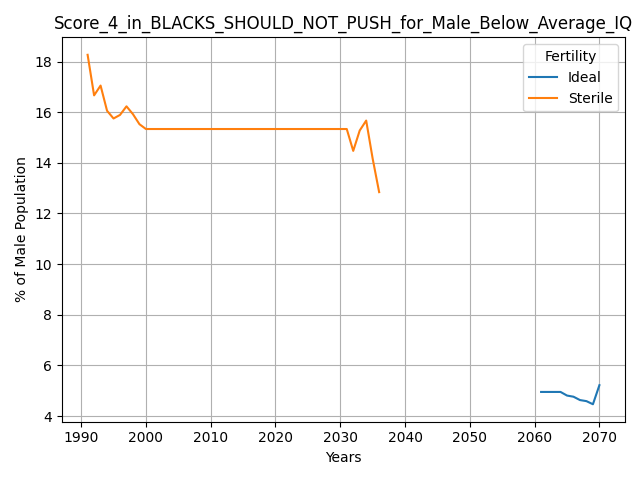 Score_4_in_BLACKS_SHOULD_NOT_PUSH_for_Male_Below_Average_IQ
Fertility
Ideal
Sterile
% of Male Population
18
16
14
12
10
8
6
4
1990 2000 2010 2020 2030 2040 2050 2060 2070
Years